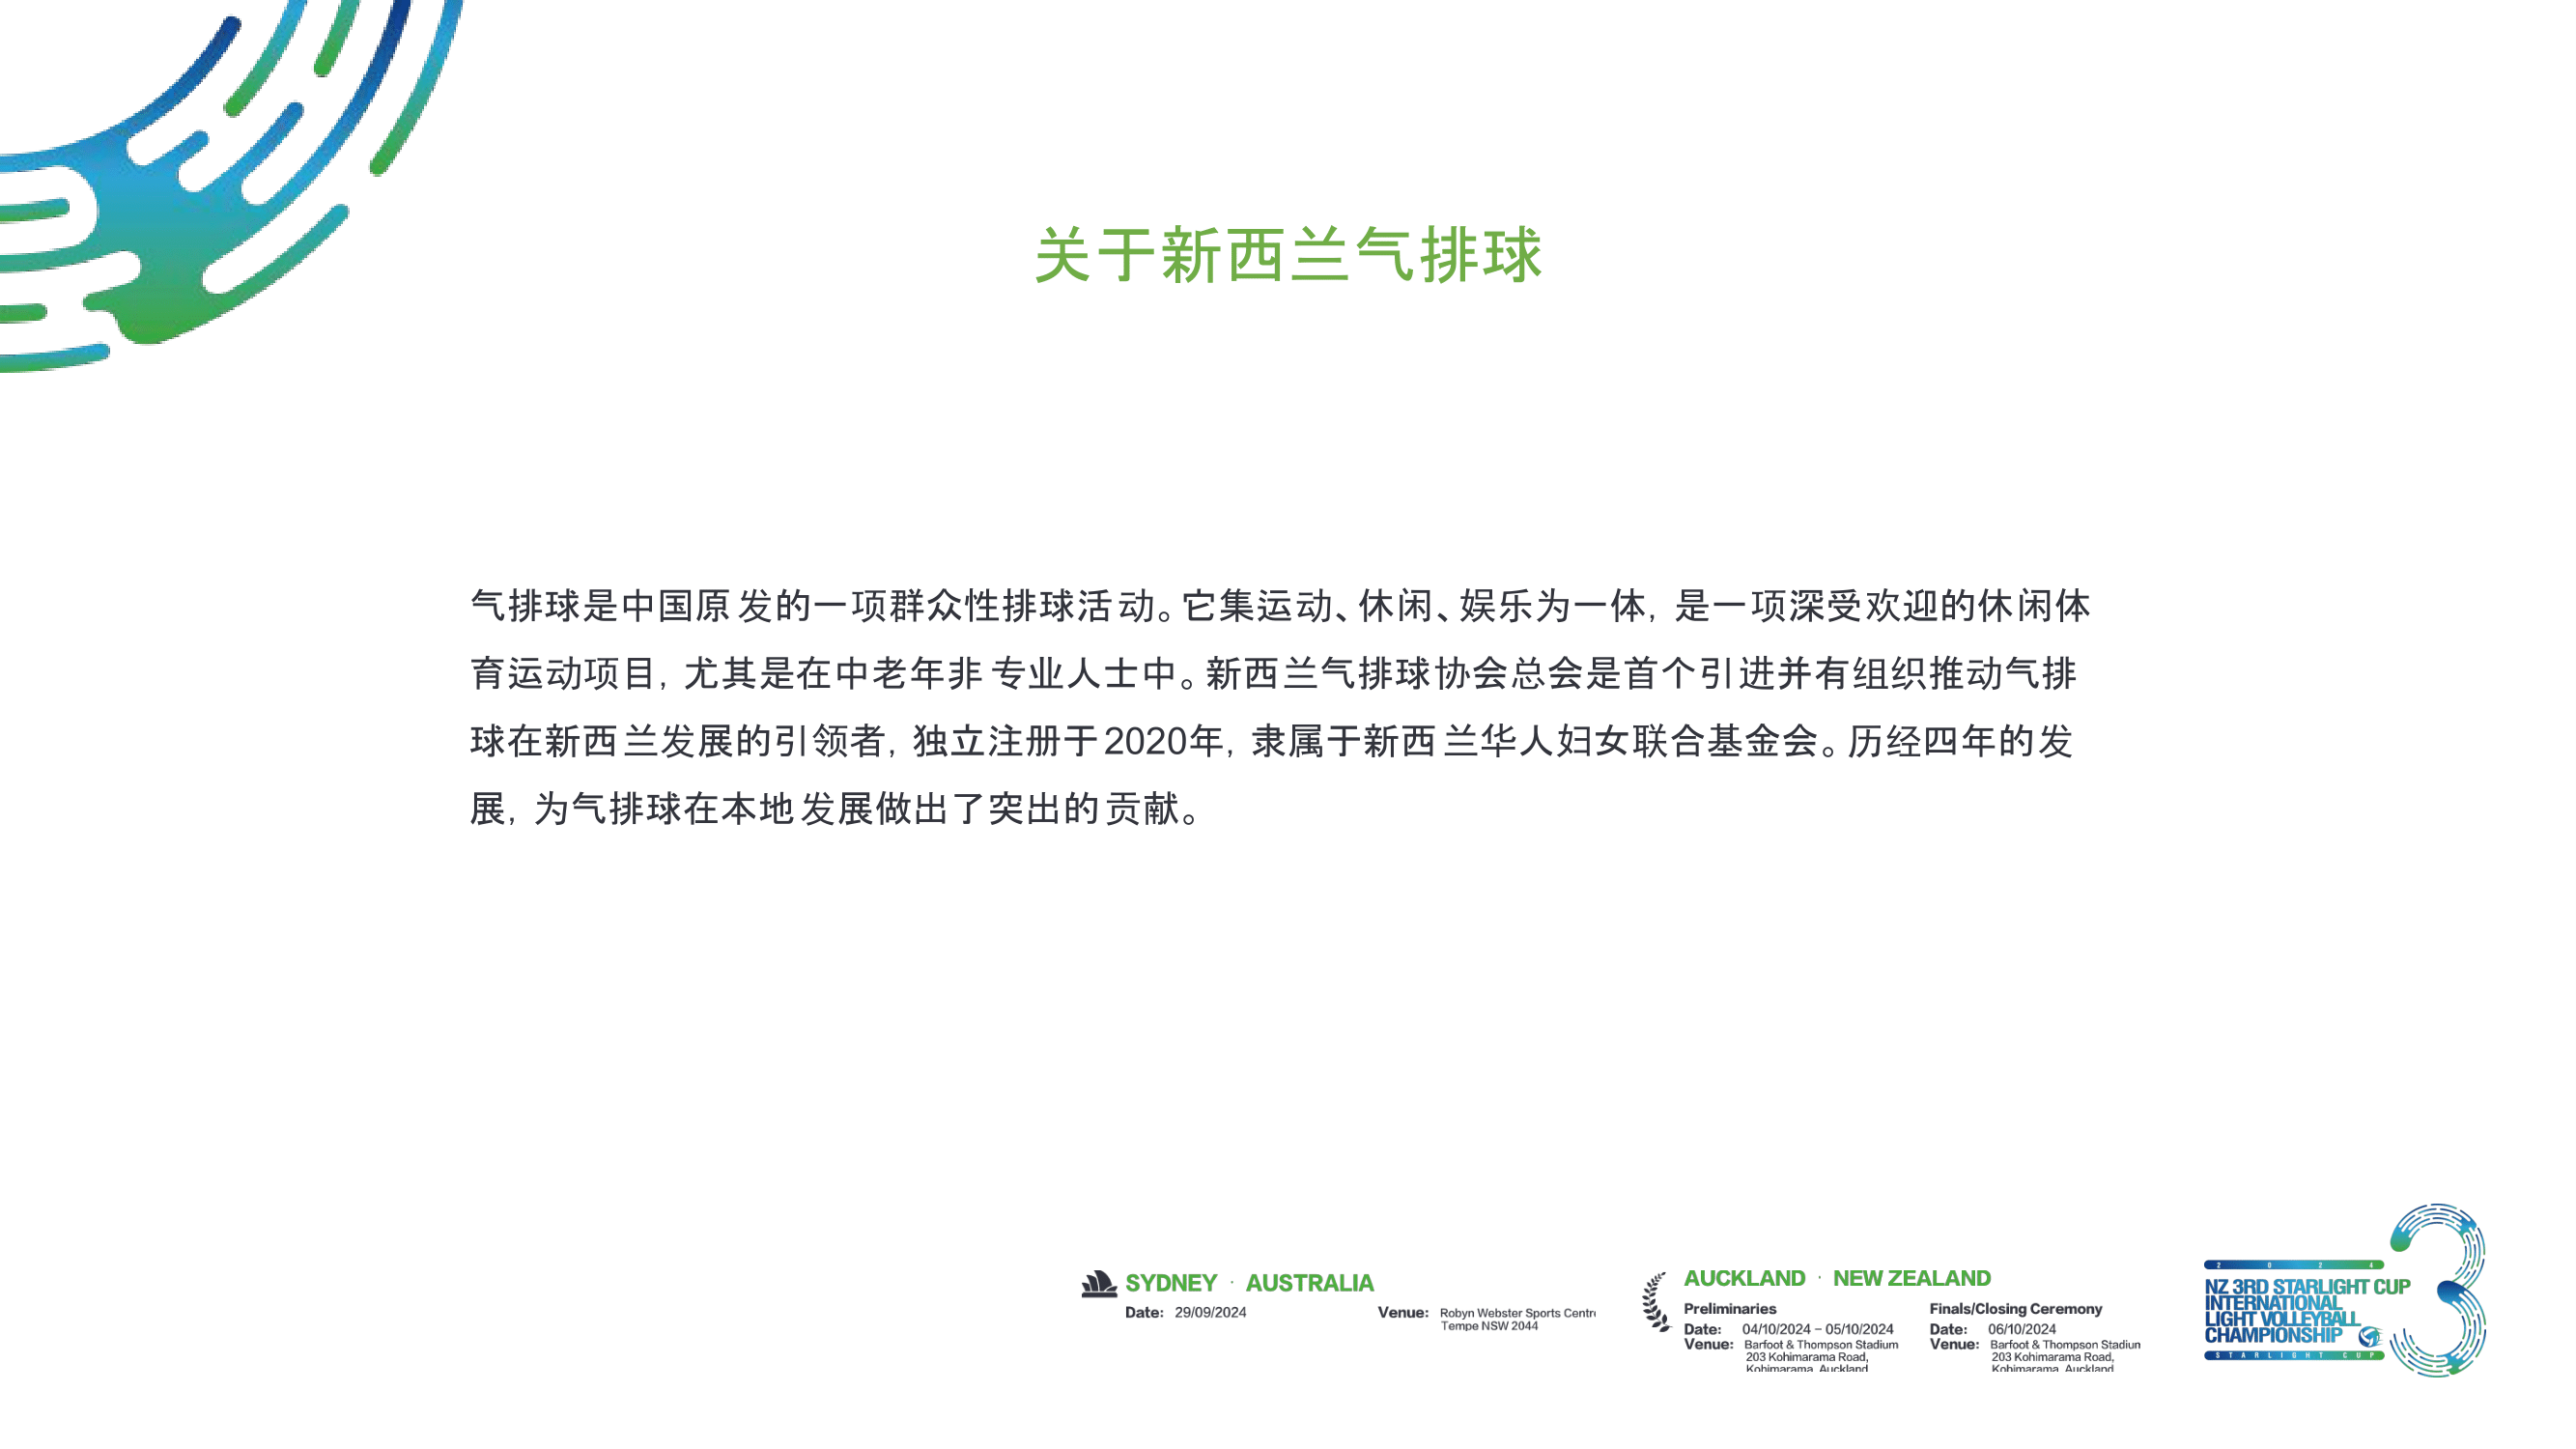 关于新西兰气排球
气排球是中国原发的一项群众性排球活动。它集运动、休闲、娱乐为一体，是一项深受欢迎的休闲体
育运动项目，尤其是在中老年非专业人士中。新西兰气排球协会总会是首个引进并有组织推动气排
球在新西兰发展的引领者，独立注册于2020年，隶属于新西兰华人妇女联合基金会。历经四年的发
展，为气排球在本地发展做出了突出的贡献。
SYDNEY · AUSTRALIA
Date: 29/09/2024 Venue: Robyn Webster Sports Centre
Tempe NSW 2044
AUCKLAND · NEW ZEALAND
Preliminaries
Date: 04/10/2024 – 05/10/2024
Venue: Barfoot & Thompson Stadium
203 Kohimarama Road,
Kohimarama, Auckland
Finals/Closing Ceremony
Date: 06/10/2024
Venue: Barfoot & Thompson Stadium
203 Kohimarama Road,
Kohimarama, Auckland
2024
NZ 3RD STARLIGHT CUP
INTERNATIONAL
LIGHT VOLLEYBALL
CHAMPIONSHIP
STARLIGHT CUP
3